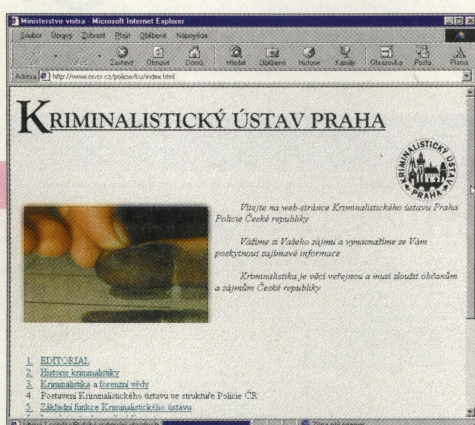 Ministerstvo vnitra - Microsoft Internet Explorer
Soubor Úpravy Zobrazit Přejít Oblíbené Nápověda
Zastavit Obnovit Domů Hledat Oblíbené Historie Kanály Obrazovka Pošta Písma
Adresa http://www.mvcr.cz/policie/ku/index.html
KRIMINALISTICKÝ ÚSTAV PRAHA
KRIMINALISTICKÝ ÚSTAV
PRAHA
Vítejte na web-stránce Kriminalistického ústavu Praha
Policie České republiky
Vážíme si Vašeho zájmu a vynasnažíme se Vám
poskytnout zajímavé informace
Kriminalistika je věcí veřejnou a musí sloužit občanům
a zájmům České republiky
1. EDITORIAL
2. Historie kriminalistiky
3. Kriminalistika a forenzní vědy
4. Postavení Kriminalistického ústavu ve struktuře Policie ČR
5. Základní funkce Kriminalistického ústavu